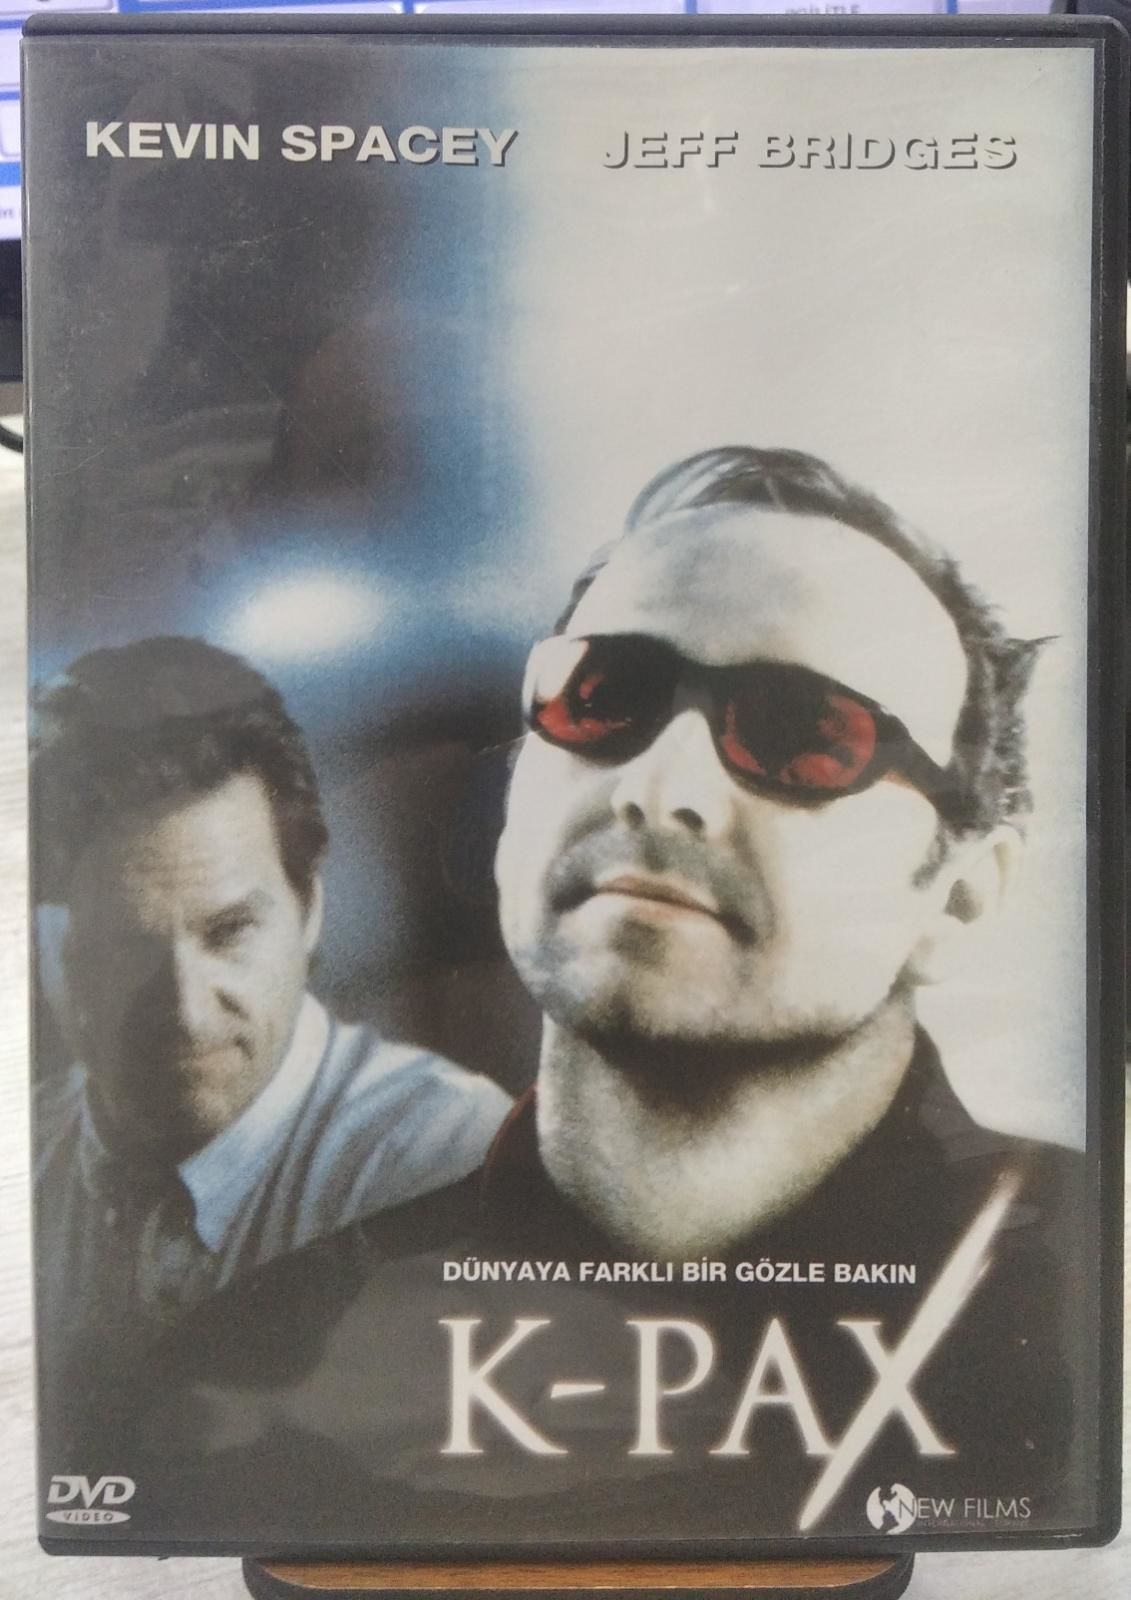 KEVIN SPACEY
JEFF BRIDGES
DÜNYAYA FARKLI BİR GÖZLE BAKIN
K-PAX
DVD
VIDEO
NEW FILMS